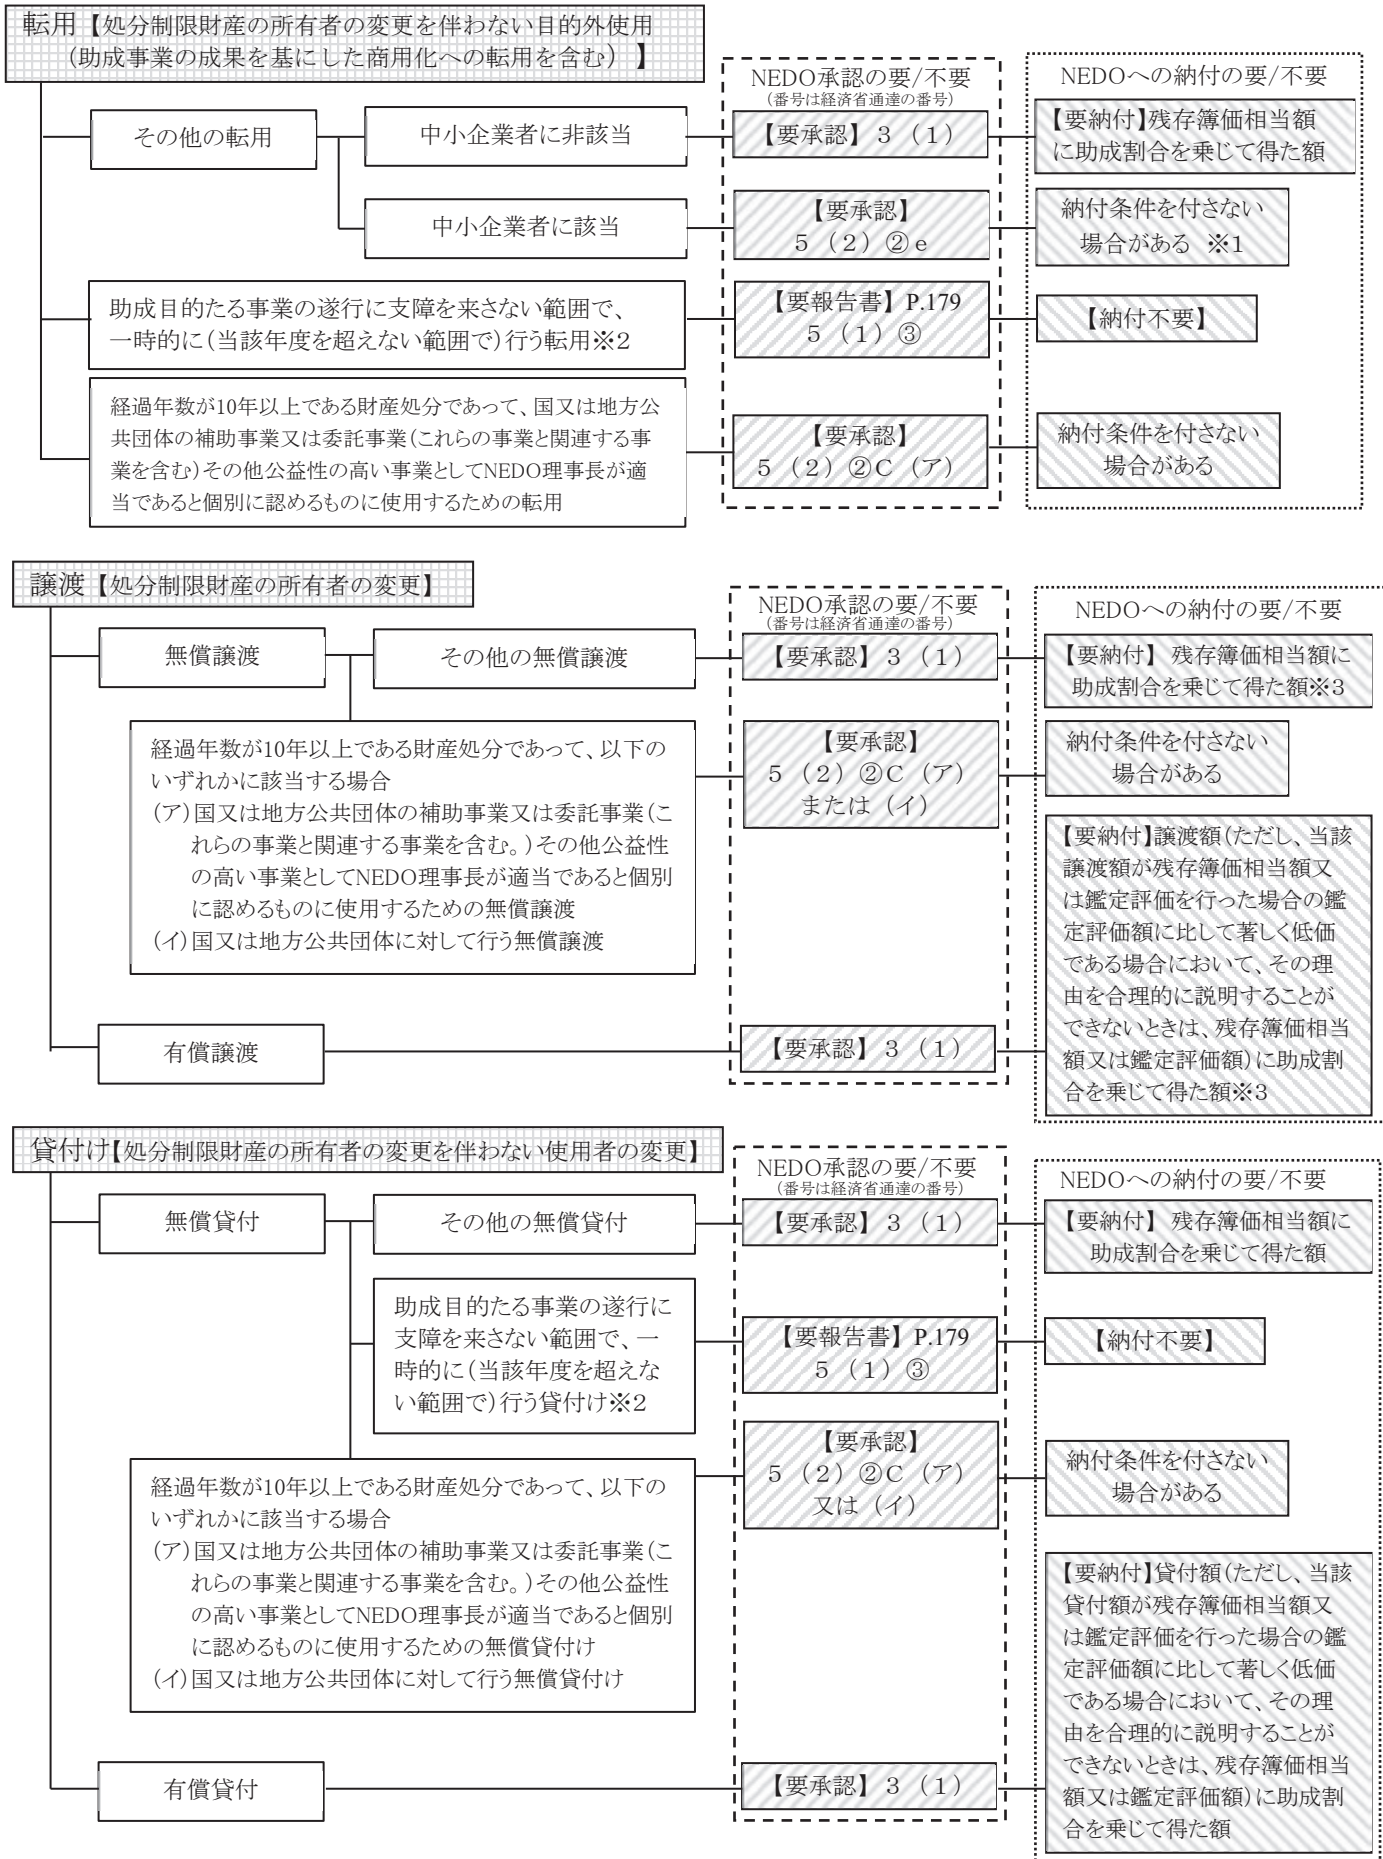 転用【処分制限財産の所有者の変更を伴わない目的外使用
（助成事業の成果を基にした商用化への転用を含む）】
NEDO承認の要/不要
（番号は経済省通達の番号）
NEDOへの納付の要/不要
その他の転用
中小企業者に非該当
【要承認】３（１）
【要納付】残存簿価相当額
に助成割合を乗じて得た額
中小企業者に該当
【要承認】
５（２）②ｅ
納付条件を付さない
場合がある ※1
助成目的たる事業の遂行に支障を来さない範囲で、
一時的に（当該年度を超えない範囲で）行う転用※2
【要報告書】P.179
５（１）③
【納付不要】
経過年数が10年以上である財産処分であって、国又は地方公
共団体の補助事業又は委託事業（これらの事業と関連する事
業を含む）その他公益性の高い事業としてNEDO理事長が適
当であると個別に認めるものに使用するための転用
【要承認】
５（２）②Ｃ（ア）
納付条件を付さない
場合がある
譲渡【処分制限財産の所有者の変更】
NEDO承認の要/不要
（番号は経済省通達の番号）
NEDOへの納付の要/不要
無償譲渡
その他の無償譲渡
【要承認】３（１）
【要納付】 残存簿価相当額に
助成割合を乗じて得た額※3
経過年数が10年以上である財産処分であって、以下の
いずれかに該当する場合
（ア）国又は地方公共団体の補助事業又は委託事業（こ
れらの事業と関連する事業を含む。）その他公益性
の高い事業としてNEDO理事長が適当であると個別
に認めるものに使用するための無償譲渡
（イ）国又は地方公共団体に対して行う無償譲渡
【要承認】
５（２）②Ｃ（ア）
または（イ）
納付条件を付さない
場合がある
有償譲渡
【要承認】３（１）
【要納付】譲渡額（ただし、当該
譲渡額が残存簿価相当額又
は鑑定評価を行った場合の鑑
定評価額に比して著しく低価
である場合において、その理
由を合理的に説明することが
できないときは、残存簿価相当
額又は鑑定評価額）に助成割
合を乗じて得た額※3
貸付け【処分制限財産の所有者の変更を伴わない使用者の変更】
NEDO承認の要/不要
（番号は経済省通達の番号）
NEDOへの納付の要/不要
無償貸付
その他の無償貸付
【要承認】３（１）
【要納付】 残存簿価相当額に
助成割合を乗じて得た額
助成目的たる事業の遂行に
支障を来さない範囲で、一
時的に（当該年度を超えな
い範囲で）行う貸付け※2
【要報告書】P.179
５（１）③
【納付不要】
経過年数が10年以上である財産処分であって、以下の
いずれかに該当する場合
（ア）国又は地方公共団体の補助事業又は委託事業（こ
れらの事業と関連する事業を含む。）その他公益性
の高い事業としてNEDO理事長が適当であると個別
に認めるものに使用するための無償貸付け
（イ）国又は地方公共団体に対して行う無償貸付け
【要承認】
５（２）②Ｃ（ア）
又は（イ）
納付条件を付さない
場合がある
有償貸付
【要承認】３（１）
【要納付】貸付額（ただし、当該
貸付額が残存簿価相当額又
は鑑定評価を行った場合の鑑
定評価額に比して著しく低価
である場合において、その理
由を合理的に説明することが
できないときは、残存簿価相当
額又は鑑定評価額）に助成割
合を乗じて得た額